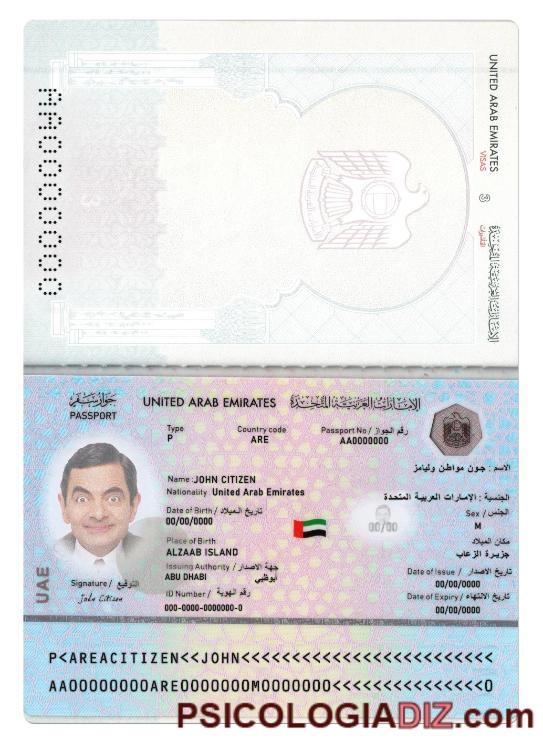 UNITED ARAB EMIRATES
VISAS
3
الإمارات العربية المتحدة
التأشيرات
AA0000000
جواز سفر
PASSPORT
UNITED ARAB EMIRATES الإمارات العربية المتحدة
Type
P
Country code
ARE
Passport No / رقم الجواز
AA0000000
الاسم : جون مواطن وليامز
Name :JOHN CITIZEN
Nationality United Arab Emirates
الجنسية : الإمارات العربية المتحدة
Date of Birth / تاريخ الميلاد
00/00/0000
00/00
Sex / الجنس
M
Place of Birth
ALZAAB ISLAND
مكان الميلاد
جزيرة الزعاب
Issuing Authority / جهة الاصدار
ABU DHABI أبوظبي
Date of Issue / تاريخ الاصدار
00/00/0000
ID Number / رقم الهوية
000-0000-0000000-0
Date of Expiry / تاريخ الانتهاء
00/00/0000
UAE
Signature / التوقيع
John Citizen
P<AREACITIZEN<<JOHN<<<<<<<<<<<<<<<<<<<<<<<<<
AA00000000ARE0000000M0000000<<<<<<<<<<<<<<<0
PSICOLOGIADIZ.com